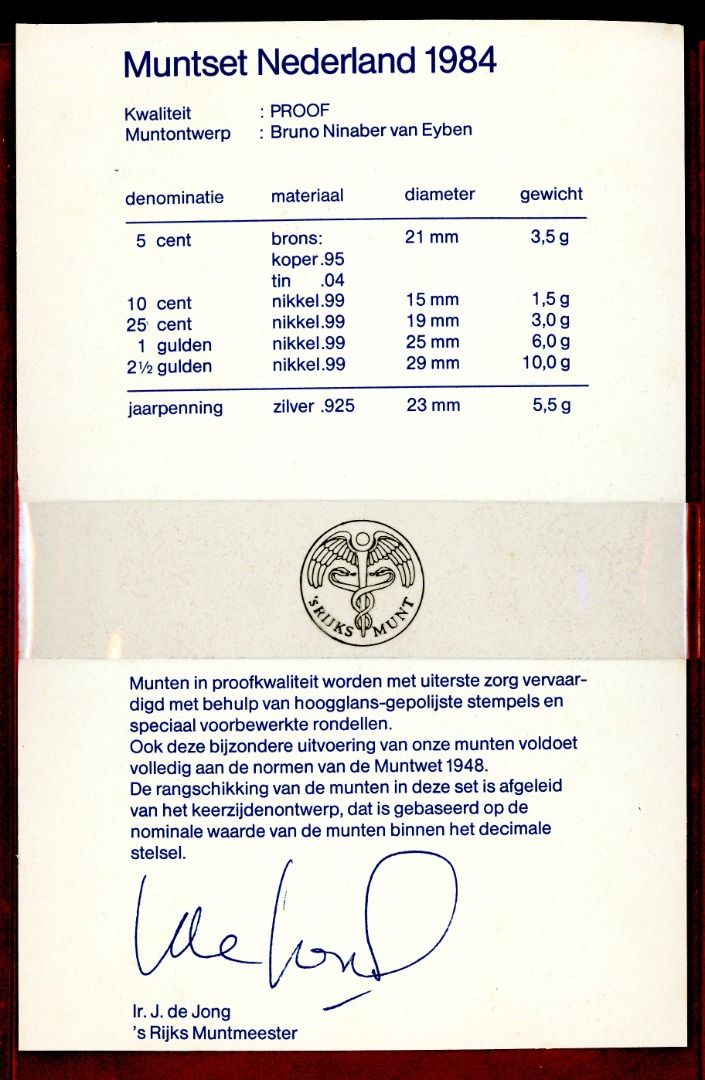 Muntset Nederland 1984
Kwaliteit : PROOF
Muntontwerp : Bruno Ninaber van Eyben
denominatie materiaal diameter gewicht
5 cent brons: 21 mm 3,5 g
koper .95
tin .04
10 cent nikkel .99 15 mm 1,5 g
25 cent nikkel .99 19 mm 3,0 g
1 gulden nikkel .99 25 mm 6,0 g
2½ gulden nikkel .99 29 mm 10,0 g
jaarpenning zilver .925 23 mm 5,5 g
'S RIJKS MUNT
Munten in proofkwaliteit worden met uiterste zorg vervaar-
digd met behulp van hoogglans-gepolijste stempels en
speciaal voorbewerkte rondellen.
Ook deze bijzondere uitvoering van onze munten voldoet
volledig aan de normen van de Muntwet 1948.
De rangschikking van de munten in deze set is afgeleid
van het keerzijdenontwerp, dat is gebaseerd op de
nominale waarde van de munten binnen het decimale
stelsel.
de Jong
Ir. J. de Jong
's Rijks Muntmeester